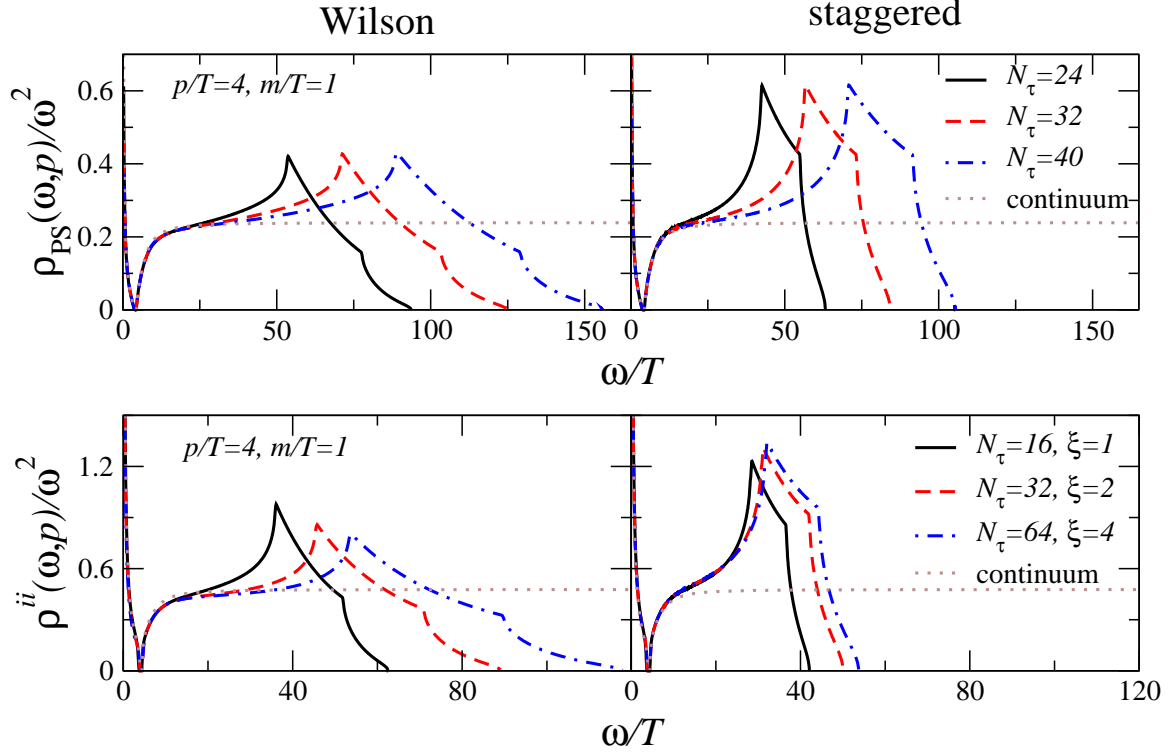 Wilson
staggered
ρ_PS(ω,p)/ω²
0.6
0.4
0.2
0
p/T=4, m/T=1
N_τ=24
N_τ=32
N_τ=40
continuum
0 50 100 150
0 50 100 150
ω/T
ρ^ii(ω,p)/ω²
1.2
0.6
0
p/T=4, m/T=1
N_τ=16, ξ=1
N_τ=32, ξ=2
N_τ=64, ξ=4
continuum
0 40 80
0 40 80 120
ω/T